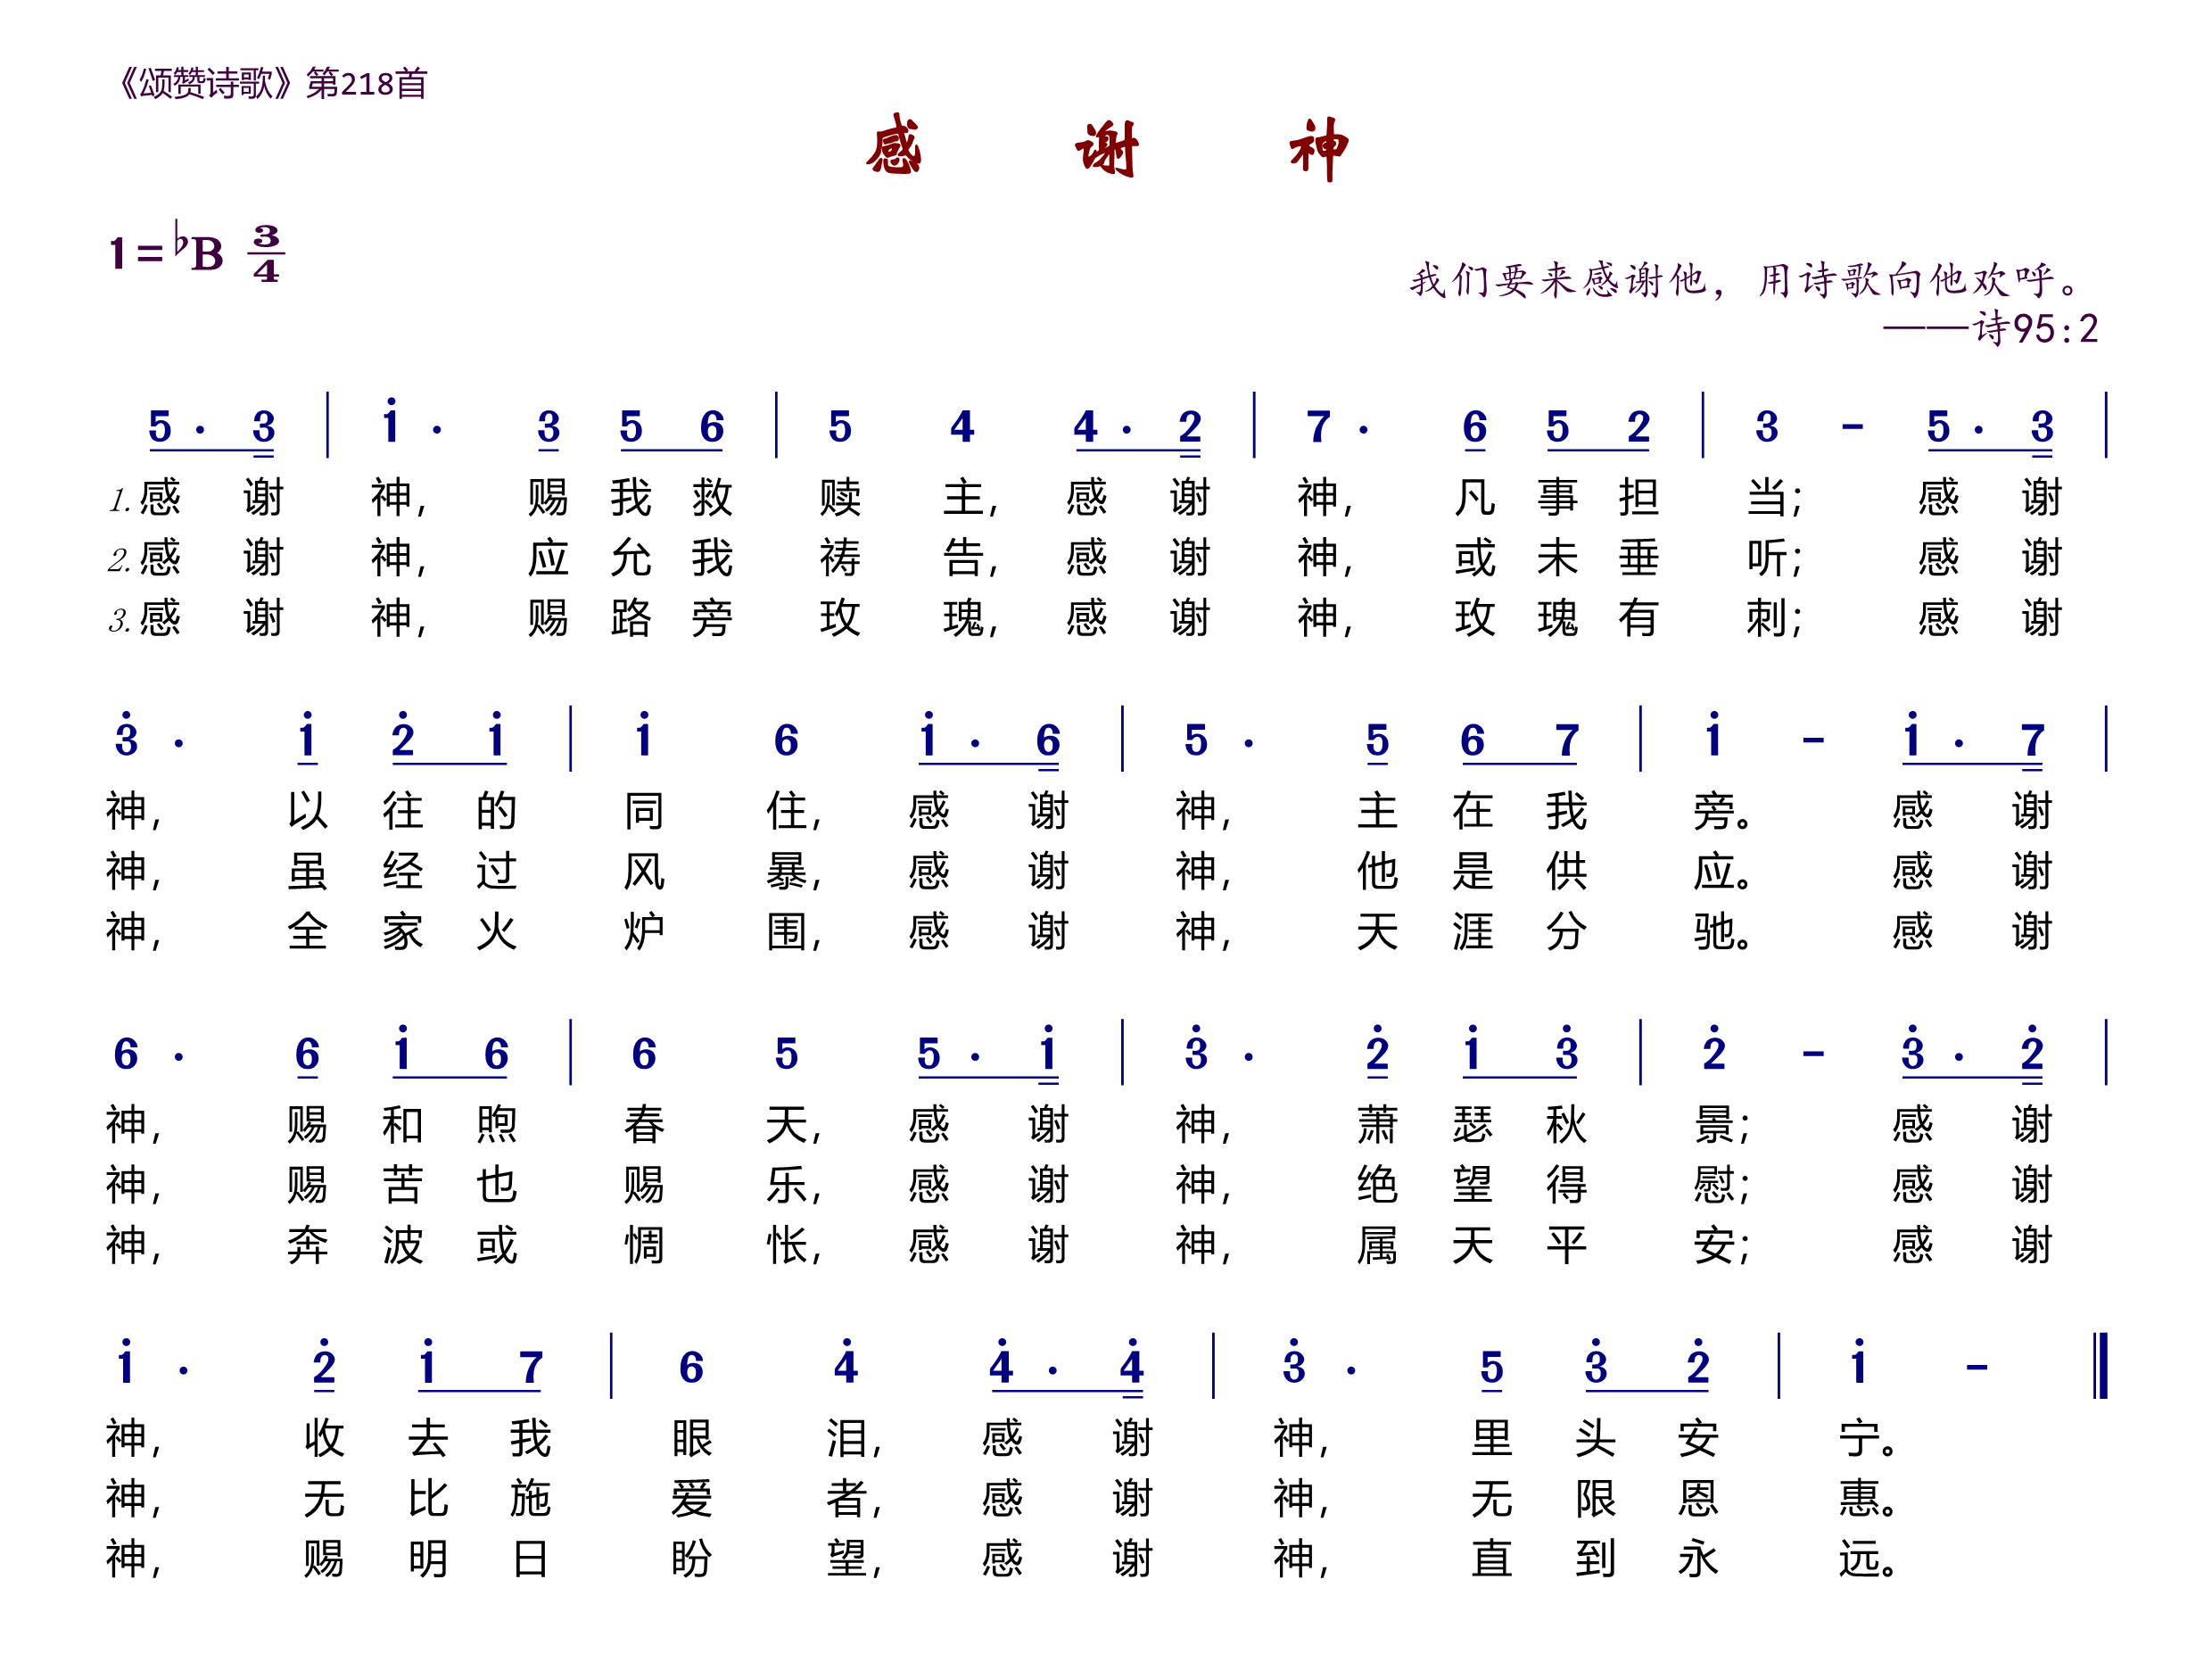 《颂赞诗歌》第218首
感 谢 神
1=♭B 3/4
我们要来感谢他，用诗歌向他欢呼。
——诗95:2
5 · 3 | i̇ · 3 5 6 | 5 4 4 · 2 | 7 · 6 5 2 | 3 - 5 · 3 |
1.感 谢 神， 赐 我 救 赎 主， 感 谢 神， 凡 事 担 当； 感 谢
2.感 谢 神， 应 允 我 祷 告， 感 谢 神， 或 未 垂 听； 感 谢
3.感 谢 神， 赐 路 旁 玫 瑰， 感 谢 神， 玫 瑰 有 刺； 感 谢
3̇ · 1̇ 2̇ 1̇ | 1̇ 6 1̇ · 6 | 5 · 5 6 7 | 1̇ - 1̇ · 7 |
神， 以 往 的 同 住， 感 谢 神， 主 在 我 旁。 感 谢
神， 虽 经 过 风 暴， 感 谢 神， 他 是 供 应。 感 谢
神， 全 家 火 炉 围， 感 谢 神， 天 涯 分 驰。 感 谢
6 · 6 1̇ 6 | 6 5 5 · 1̇ | 3̇ · 2̇ 1̇ 3̇ | 2̇ - 3̇ · 2̇ |
神， 赐 和 煦 春 天， 感 谢 神， 萧 瑟 秋 景； 感 谢
神， 赐 苦 也 赐 乐， 感 谢 神， 绝 望 得 慰； 感 谢
神， 奔 波 或 惆 怅， 感 谢 神， 属 天 平 安； 感 谢
1̇ · 2̇ 1̇ 7 | 6 4̇ 4̇ · 4̇ | 3̇ · 5 3̇ 2̇ | 1̇ - ‖
神， 收 去 我 眼 泪， 感 谢 神， 里 头 安 宁。
神， 无 比 施 爱 者， 感 谢 神， 无 限 恩 惠。
神， 赐 明 日 盼 望， 感 谢 神， 直 到 永 远。